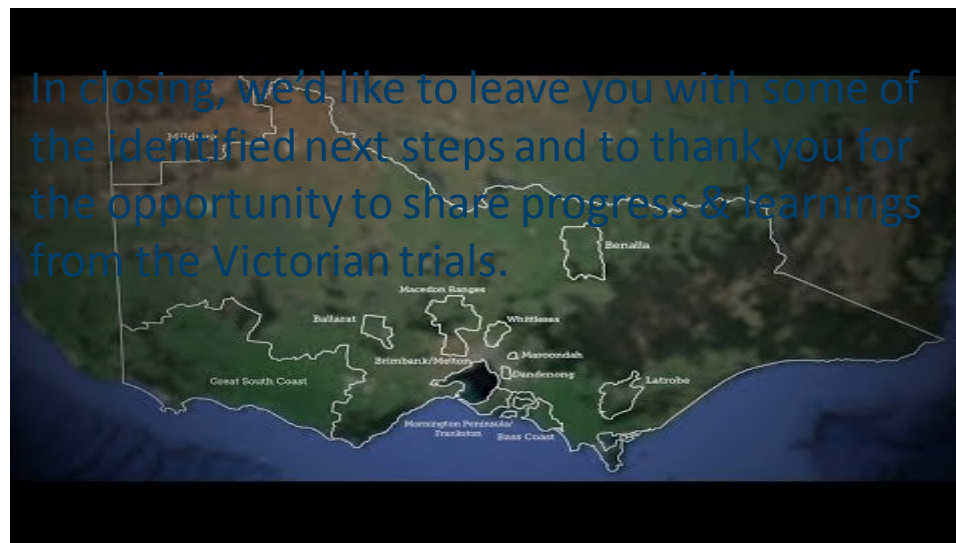 In closing, we'd like to leave you with some of
the identified next steps and to thank you for
the opportunity to share progress & learnings
from the Victorian trials.
Mildura
Benalla
Macedon Ranges
Ballarat
Whittlesea
Brimbank/Melton
Maroondah
Dandenong
Great South Coast
Latrobe
Mornington Peninsula/
Frankston
Bass Coast